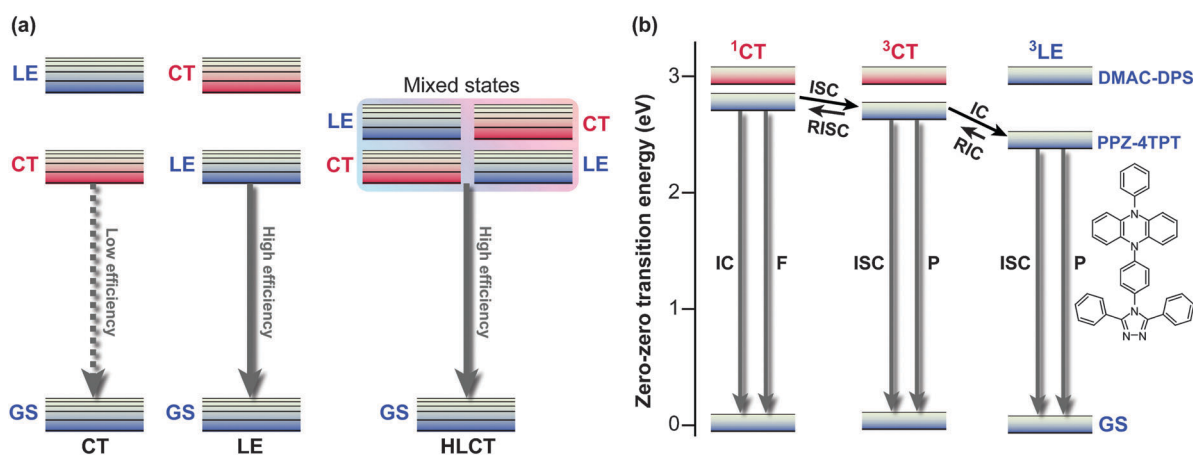 (a)
LE
CT
Mixed states
LE
CT
CT
LE
CT
LE
Low efficiency
High efficiency
High efficiency
GS
GS
GS
CT
LE
HLCT
(b)
Zero-zero transition energy (eV)
3
2
1
0
¹CT
³CT
³LE
DMAC-DPS
ISC
RISC
IC
RIC
PPZ-4TPT
IC
F
ISC
P
ISC
P
N
N
N
N
N
GS